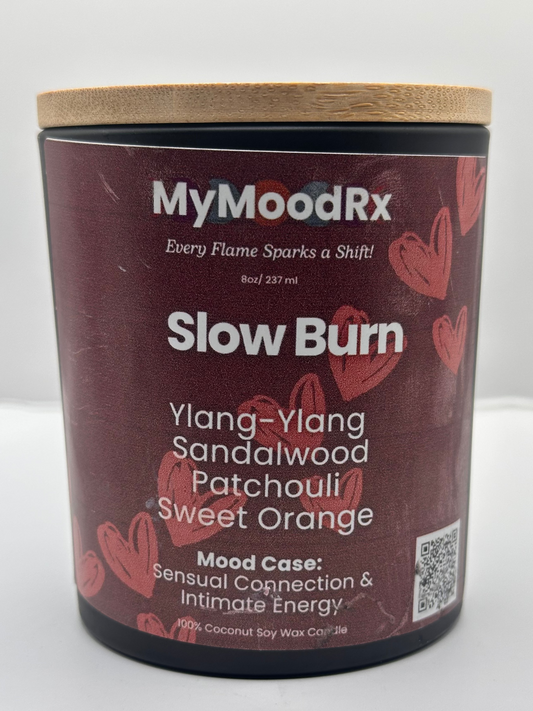 MyMoodRx
Every Flame Sparks a Shift!
8oz/ 237 ml
Slow Burn
Ylang-Ylang
Sandalwood
Patchouli
Sweet Orange
Mood Case:
Sensual Connection &
Intimate Energy
100% Coconut Soy Wax Candle